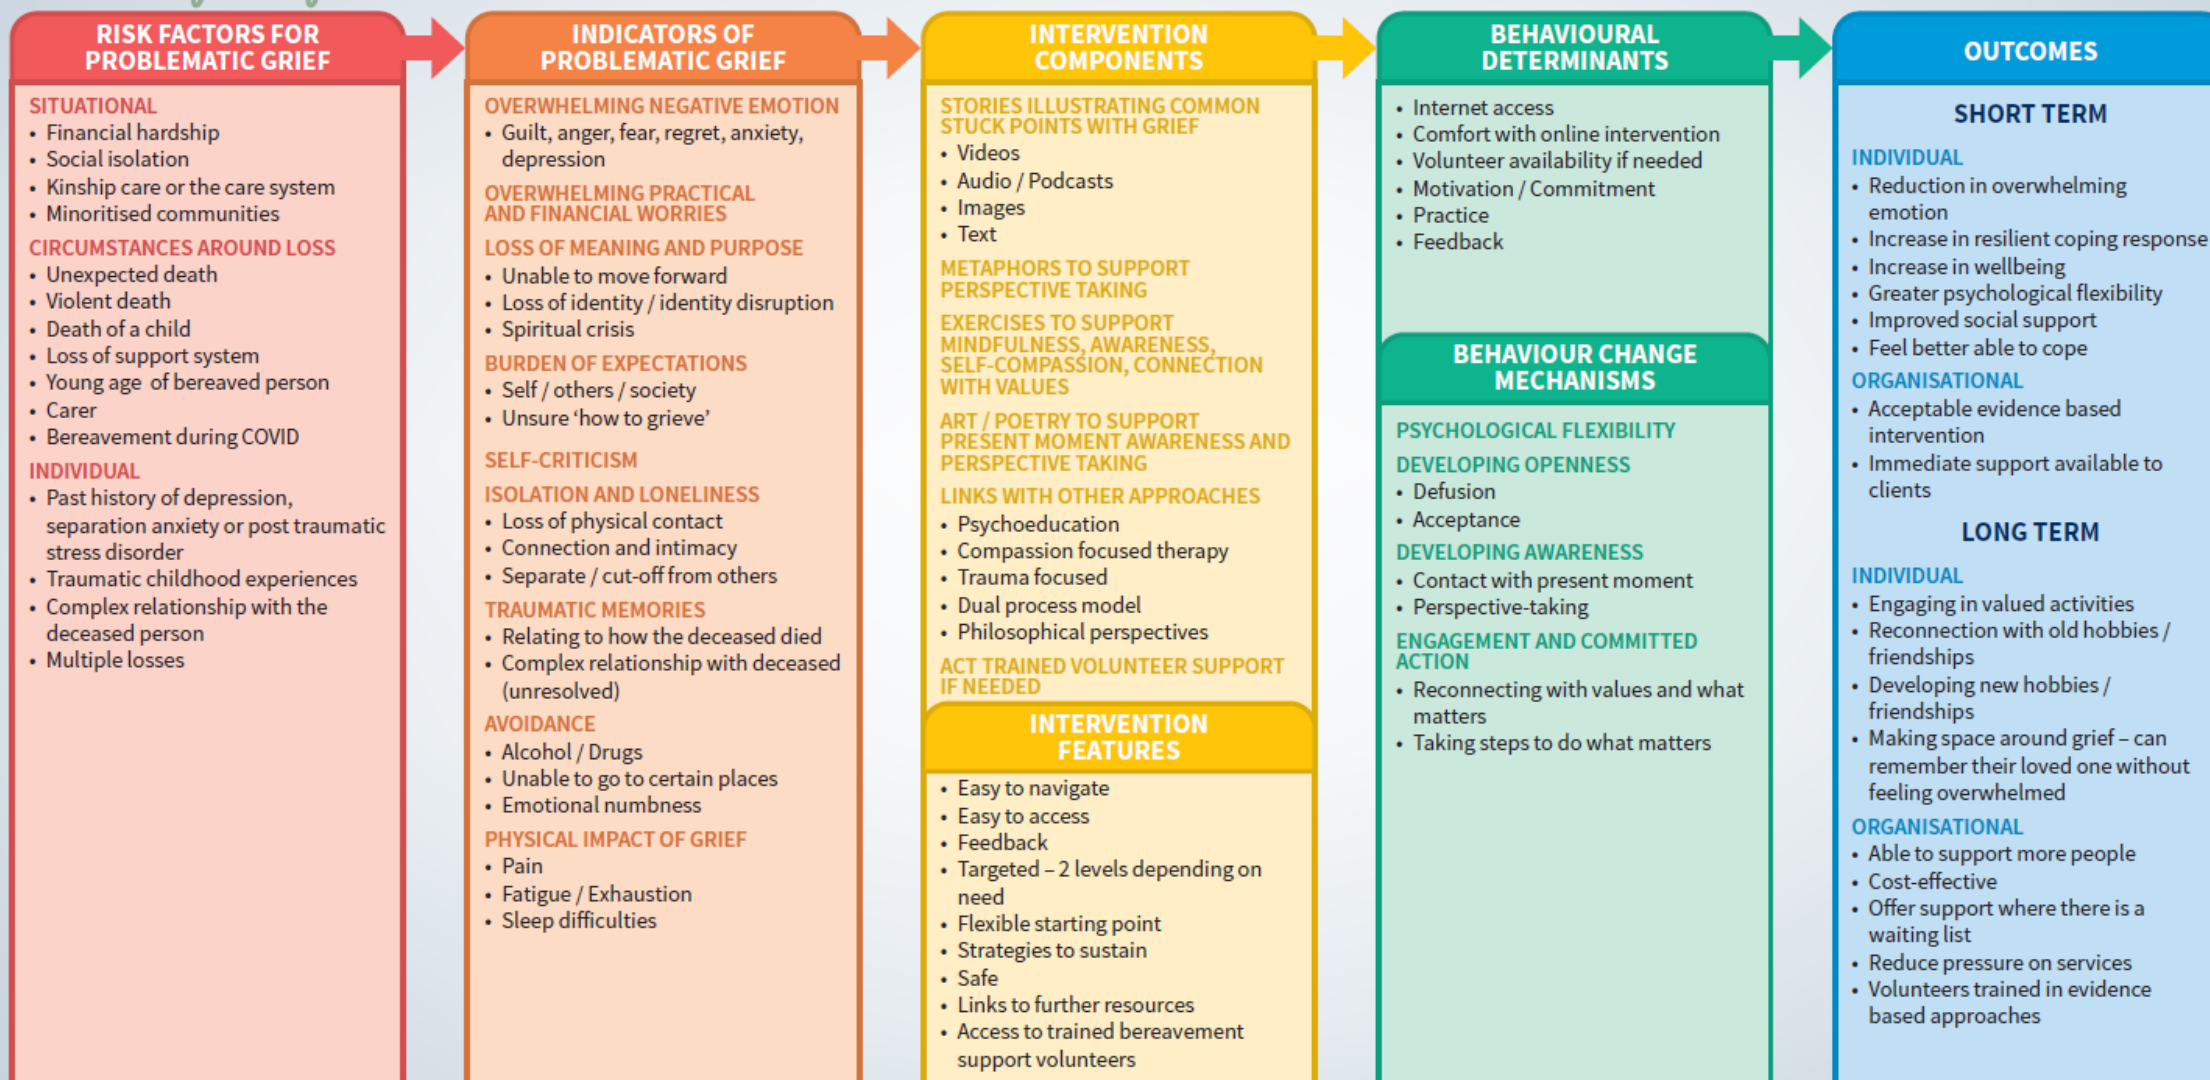 RISK FACTORS FOR
PROBLEMATIC GRIEF
SITUATIONAL
• Financial hardship
• Social isolation
• Kinship care or the care system
• Minoritised communities
CIRCUMSTANCES AROUND LOSS
• Unexpected death
• Violent death
• Death of a child
• Loss of support system
• Young age of bereaved person
• Carer
• Bereavement during COVID
INDIVIDUAL
• Past history of depression,
separation anxiety or post traumatic
stress disorder
• Traumatic childhood experiences
• Complex relationship with the
deceased person
• Multiple losses
INDICATORS OF
PROBLEMATIC GRIEF
OVERWHELMING NEGATIVE EMOTION
• Guilt, anger, fear, regret, anxiety,
depression
OVERWHELMING PRACTICAL
AND FINANCIAL WORRIES
LOSS OF MEANING AND PURPOSE
• Unable to move forward
• Loss of identity / identity disruption
• Spiritual crisis
BURDEN OF EXPECTATIONS
• Self / others / society
• Unsure ‘how to grieve’
SELF-CRITICISM
ISOLATION AND LONELINESS
• Loss of physical contact
• Connection and intimacy
• Separate / cut-off from others
TRAUMATIC MEMORIES
• Relating to how the deceased died
• Complex relationship with deceased
(unresolved)
AVOIDANCE
• Alcohol / Drugs
• Unable to go to certain places
• Emotional numbness
PHYSICAL IMPACT OF GRIEF
• Pain
• Fatigue / Exhaustion
• Sleep difficulties
INTERVENTION
COMPONENTS
STORIES ILLUSTRATING COMMON
STUCK POINTS WITH GRIEF
• Videos
• Audio / Podcasts
• Images
• Text
METAPHORS TO SUPPORT
PERSPECTIVE TAKING
EXERCISES TO SUPPORT
MINDFULNESS, AWARENESS,
SELF-COMPASSION, CONNECTION
WITH VALUES
ART / POETRY TO SUPPORT
PRESENT MOMENT AWARENESS AND
PERSPECTIVE TAKING
LINKS WITH OTHER APPROACHES
• Psychoeducation
• Compassion focused therapy
• Trauma focused
• Dual process model
• Philosophical perspectives
ACT TRAINED VOLUNTEER SUPPORT
IF NEEDED
INTERVENTION
FEATURES
• Easy to navigate
• Easy to access
• Feedback
• Targeted – 2 levels depending on
need
• Flexible starting point
• Strategies to sustain
• Safe
• Links to further resources
• Access to trained bereavement
support volunteers
BEHAVIOURAL
DETERMINANTS
• Internet access
• Comfort with online intervention
• Volunteer availability if needed
• Motivation / Commitment
• Practice
• Feedback
BEHAVIOUR CHANGE
MECHANISMS
PSYCHOLOGICAL FLEXIBILITY
DEVELOPING OPENNESS
• Defusion
• Acceptance
DEVELOPING AWARENESS
• Contact with present moment
• Perspective-taking
ENGAGEMENT AND COMMITTED
ACTION
• Reconnecting with values and what
matters
• Taking steps to do what matters
OUTCOMES
SHORT TERM
INDIVIDUAL
• Reduction in overwhelming
emotion
• Increase in resilient coping response
• Increase in wellbeing
• Greater psychological flexibility
• Improved social support
• Feel better able to cope
ORGANISATIONAL
• Acceptable evidence based
intervention
• Immediate support available to
clients
LONG TERM
INDIVIDUAL
• Engaging in valued activities
• Reconnection with old hobbies /
friendships
• Developing new hobbies /
friendships
• Making space around grief – can
remember their loved one without
feeling overwhelmed
ORGANISATIONAL
• Able to support more people
• Cost-effective
• Offer support where there is a
waiting list
• Reduce pressure on services
• Volunteers trained in evidence
based approaches